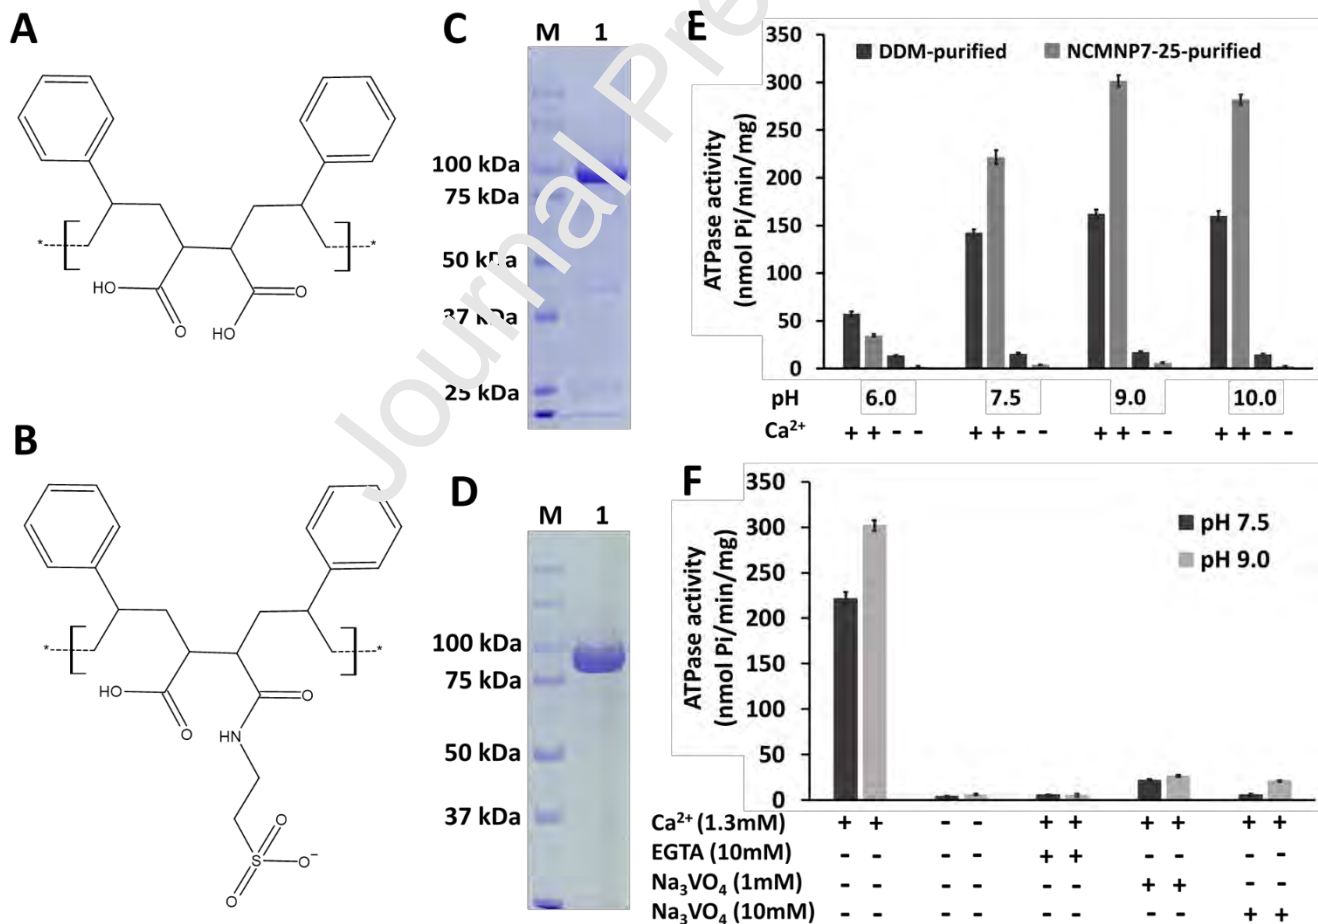 A
HO
O
HO
O
*
*
B
HO
O
O
HN
O
S
O⁻
O
*
*
Journal Pre
C
M 1
100 kDa
75 kDa
50 kDa
37 kDa
25 kDa
D
M 1
100 kDa
75 kDa
50 kDa
37 kDa
E
DDM-purified NCMNP7-25-purified
ATPase activity
(nmol Pi/min/mg)
350
300
250
200
150
100
50
0
pH 6.0 7.5 9.0 10.0
Ca²⁺ + + - - + + - - + + - - + + - -
F
pH 7.5
pH 9.0
ATPase activity
(nmol Pi/min/mg)
350
300
250
200
150
100
50
0
Ca²⁺ (1.3mM) + + - - + + + + + +
EGTA (10mM) - - - - + + - - - -
Na₃VO₄ (1mM) - - - - - - + + - -
Na₃VO₄ (10mM) - - - - - - - - + +